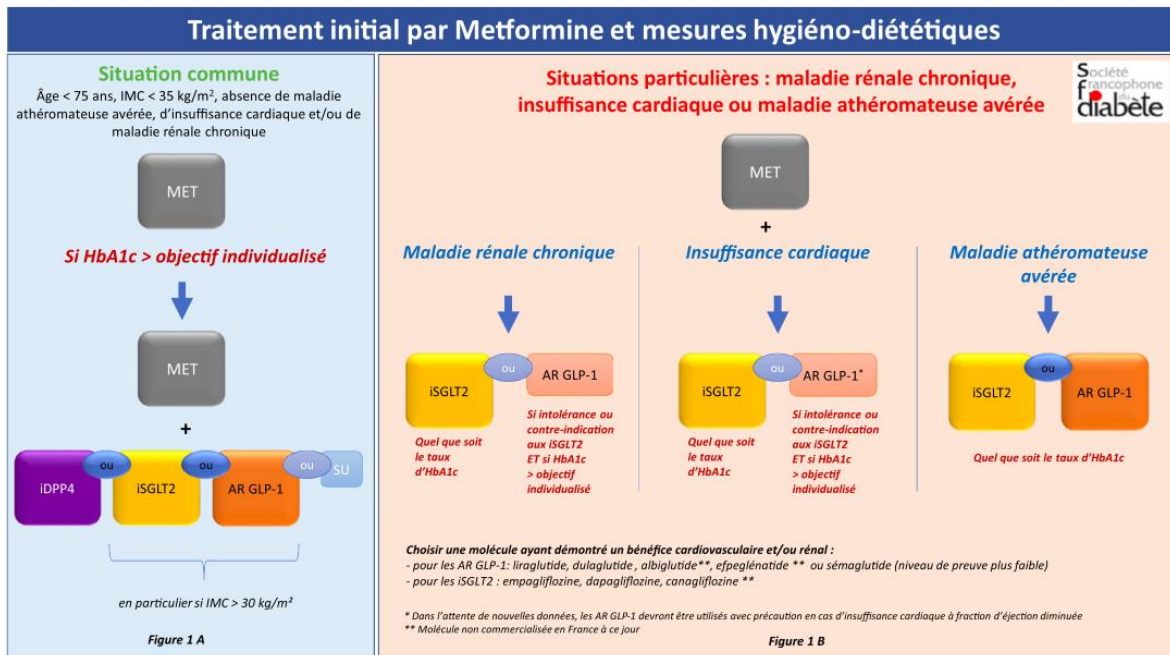 Traitement initial par Metformine et mesures hygiéno-diététiques
Situation commune
Âge < 75 ans, IMC < 35 kg/m², absence de maladie
athéromateuse avérée, d'insuffisance cardiaque et/ou de
maladie rénale chronique
MET
Si HbA1c > objectif individualisé
MET
+
iDPP4
ou
iSGLT2
ou
AR GLP-1
ou
SU
en particulier si IMC > 30 kg/m²
Figure 1 A
Situations particulières : maladie rénale chronique,
insuffisance cardiaque ou maladie athéromateuse avérée
Société
francophone
du
diabète
MET
+
Maladie rénale chronique
iSGLT2
ou
AR GLP-1
Quel que soit
le taux
d'HbA1c
Si intolérance ou
contre-indication
aux iSGLT2
ET si HbA1c
> objectif
individualisé
Insuffisance cardiaque
iSGLT2
ou
AR GLP-1*
Quel que soit
le taux
d'HbA1c
Si intolérance ou
contre-indication
aux iSGLT2
ET si HbA1c
> objectif
individualisé
Maladie athéromateuse
avérée
iSGLT2
ou
AR GLP-1
Quel que soit le taux d'HbA1c
Choisir une molécule ayant démontré un bénéfice cardiovasculaire et/ou rénal :
- pour les AR GLP-1: liraglutide, dulaglutide , albiglutide**, efpeglénatide ** ou sémaglutide (niveau de preuve plus faible)
- pour les iSGLT2 : empagliflozine, dapagliflozine, canagliflozine **
* Dans l'attente de nouvelles données, les AR GLP-1 devront être utilisés avec précaution en cas d'insuffisance cardiaque à fraction d'éjection diminuée
** Molécule non commercialisée en France à ce jour
Figure 1 B